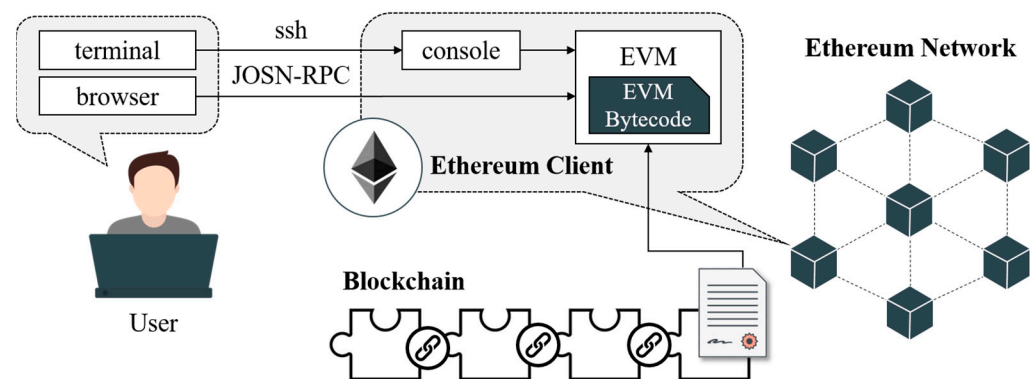 terminal
browser
ssh
JOSN-RPC
console
EVM
EVM
Bytecode
Ethereum Client
Ethereum Network
User
Blockchain